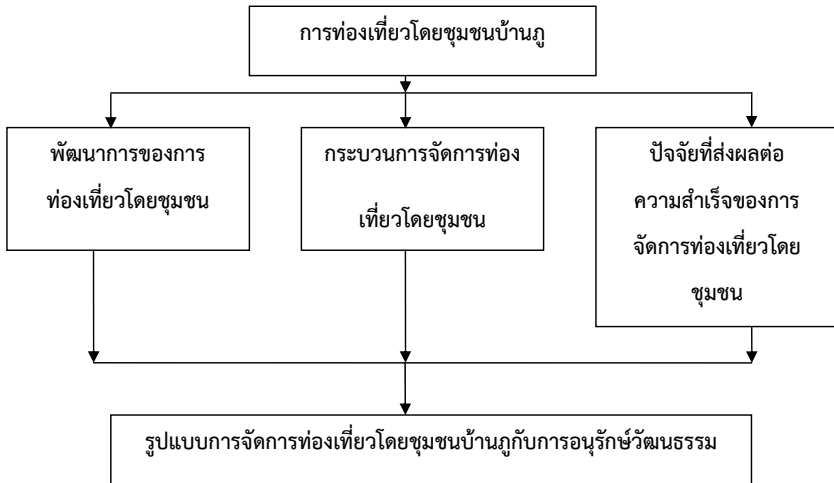 การท่องเที่ยวโดยชุมชนบ้านภู
พัฒนาการของการ
ท่องเที่ยวโดยชุมชน
กระบวนการจัดการท่อง
เที่ยวโดยชุมชน
ปัจจัยที่ส่งผลต่อ
ความสำเร็จของการ
จัดการท่องเที่ยวโดย
ชุมชน
รูปแบบการจัดการท่องเที่ยวโดยชุมชนบ้านภูกับการอนุรักษ์วัฒนธรรม